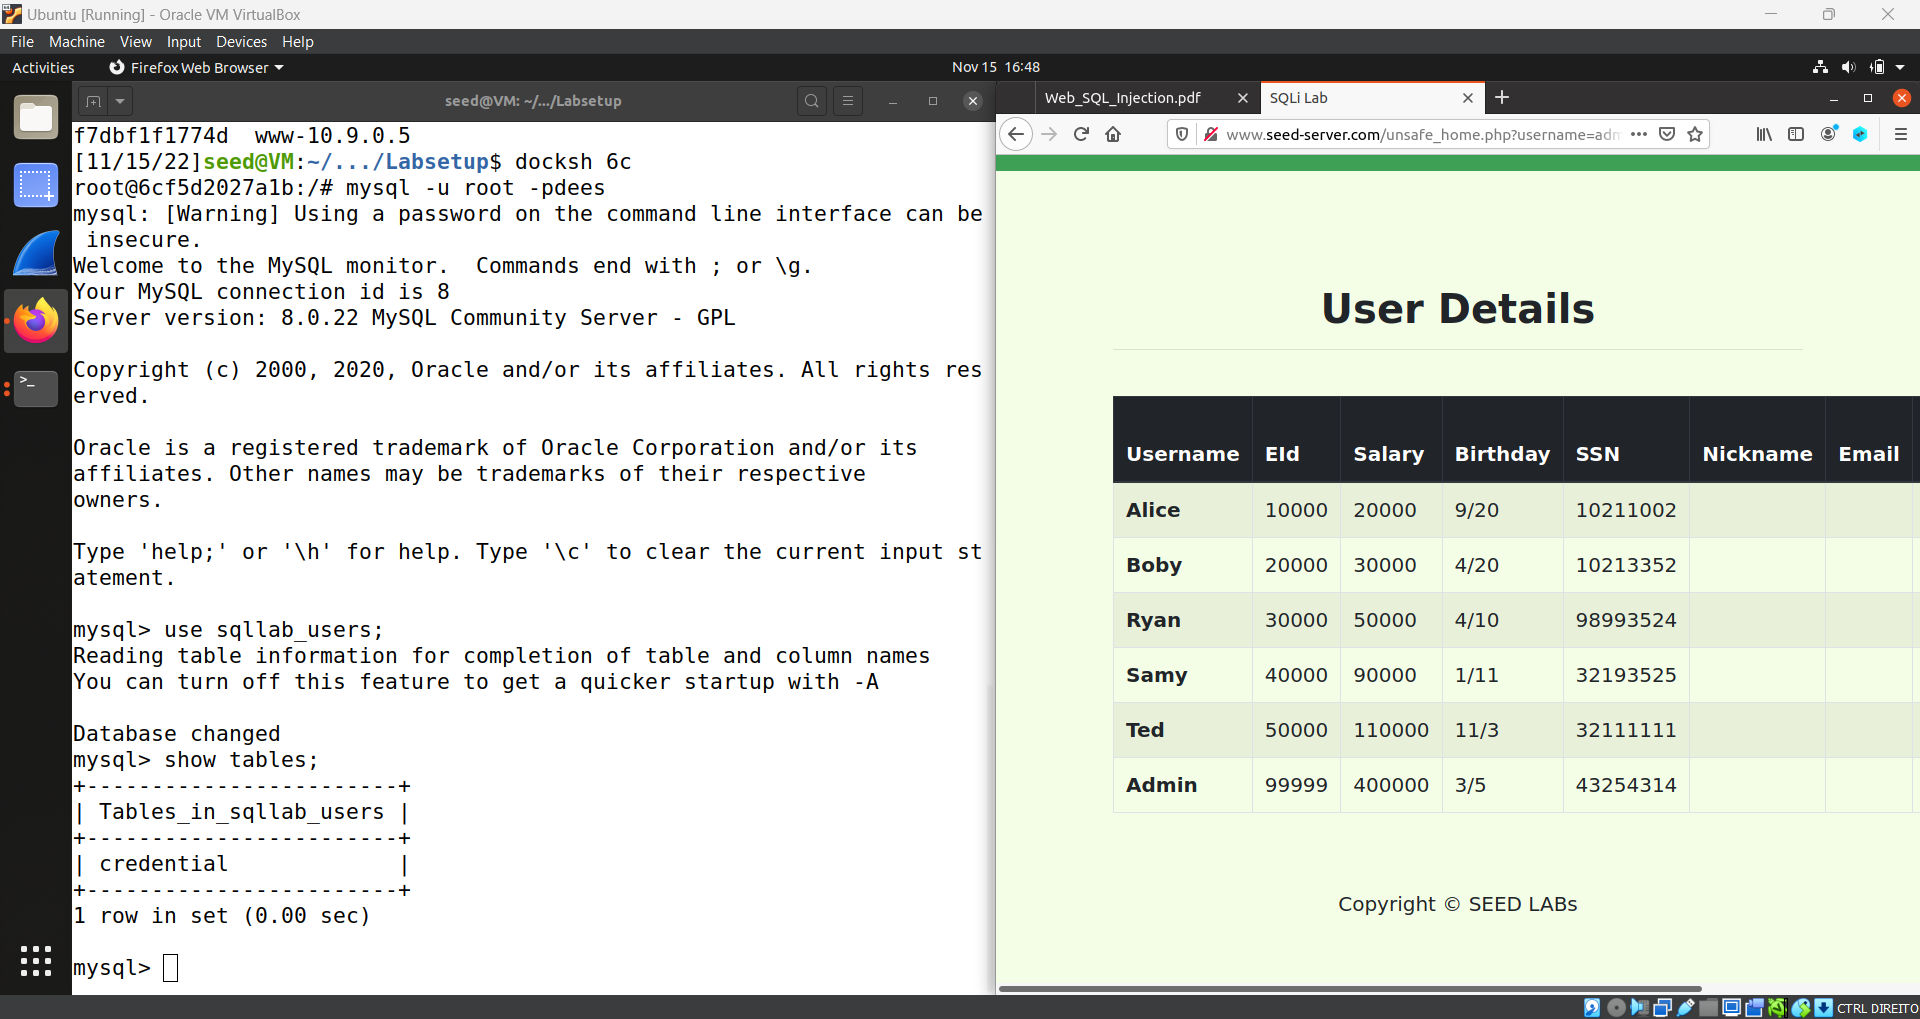 Ubuntu [Running] - Oracle VM VirtualBox
File Machine View Input Devices Help
Activities Firefox Web Browser Nov 15 16:48
seed@VM: ~/.../Labsetup
f7dbf1f1774d www-10.9.0.5
[11/15/22]seed@VM:~/.../Labsetup$ docksh 6c
root@6cf5d2027a1b:/# mysql -u root -pdees
mysql: [Warning] Using a password on the command line interface can be
insecure.
Welcome to the MySQL monitor.  Commands end with ; or \g.
Your MySQL connection id is 8
Server version: 8.0.22 MySQL Community Server - GPL
Copyright (c) 2000, 2020, Oracle and/or its affiliates. All rights res
erved.
Oracle is a registered trademark of Oracle Corporation and/or its
affiliates. Other names may be trademarks of their respective
owners.
Type 'help;' or '\h' for help. Type '\c' to clear the current input st
atement.
mysql> use sqllab_users;
Reading table information for completion of table and column names
You can turn off this feature to get a quicker startup with -A
Database changed
mysql> show tables;
+------------------------+
| Tables_in_sqllab_users |
+------------------------+
| credential             |
+------------------------+
1 row in set (0.00 sec)
mysql>
Web_SQL_Injection.pdf SQLi Lab
www.seed-server.com/unsafe_home.php?username=adm
User Details
Username EId Salary Birthday SSN Nickname Email
Alice 10000 20000 9/20 10211002
Boby 20000 30000 4/20 10213352
Ryan 30000 50000 4/10 98993524
Samy 40000 90000 1/11 32193525
Ted 50000 110000 11/3 32111111
Admin 99999 400000 3/5 43254314
Copyright © SEED LABs
CTRL DIREITO